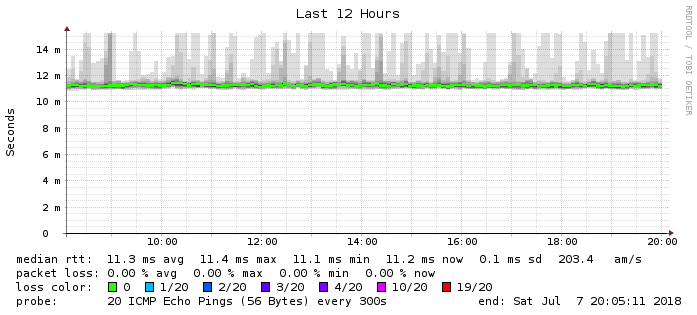 Last 12 Hours
RRDTOOL / TOBI OETIKER
Seconds
14 m
12 m
10 m
8 m
6 m
4 m
2 m
0
10:00 12:00 14:00 16:00 18:00 20:00
median rtt: 11.3 ms avg 11.4 ms max 11.1 ms min 11.2 ms now 0.1 ms sd 203.4 am/s
packet loss: 0.00 % avg 0.00 % max 0.00 % min 0.00 % now
loss color: 0 1/20 2/20 3/20 4/20 10/20 19/20
probe: 20 ICMP Echo Pings (56 Bytes) every 300s end: Sat Jul 7 20:05:11 2018